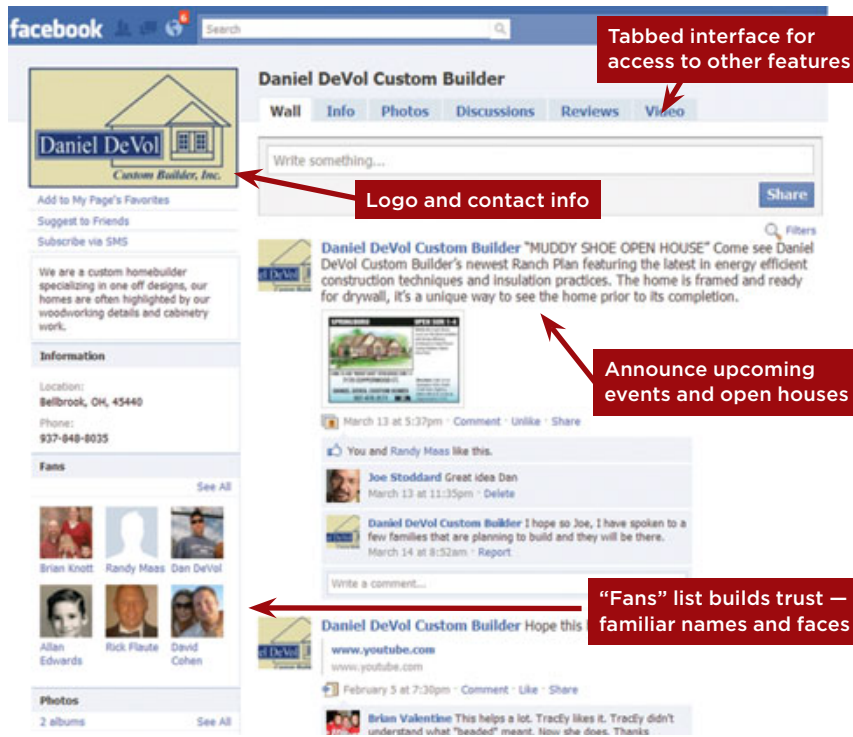 facebook
6
Search
Tabbed interface for
access to other features
Daniel DeVol Custom Builder
Wall Info Photos Discussions Reviews Video
Daniel DeVol
Custom Builder, Inc.
Write something...
Share
Logo and contact info
Filters
Add to My Page's Favorites
Suggest to Friends
Subscribe via SMS
We are a custom homebuilder
specializing in one off designs, our
homes are often highlighted by our
woodworking details and cabinetry
work.
Information
Location:
Bellbrook, OH, 45440
Phone:
937-848-8035
Fans
See All
Brian Knott Randy Maas Dan DeVol
Allan
Edwards
Rick Flaute
David
Cohen
Photos
2 albums See All
Daniel DeVol Custom Builder "MUDDY SHOE OPEN HOUSE" Come see Daniel
DeVol Custom Builder's newest Ranch Plan featuring the latest in energy efficient
construction techniques and insulation practices. The home is framed and ready
for drywall, it's a unique way to see the home prior to its completion.
SPRINGBORO OPEN SUN 1-4
Announce upcoming
events and open houses
March 13 at 5:37pm · Comment · Unlike · Share
You and Randy Maas like this.
Joe Stoddard Great idea Dan
March 13 at 11:35pm · Delete
Daniel DeVol Custom Builder I hope so Joe, I have spoken to a
few families that are planning to build and they will be there.
March 14 at 8:52am · Report
Write a comment...
"Fans" list builds trust —
familiar names and faces
Daniel DeVol Custom Builder Hope this
www.youtube.com
www.youtube.com
February 5 at 7:30pm · Comment · Like · Share
Brian Valentine This helps a lot. TracEy likes it. TracEy didn't
understand what "beaded" meant. Now she does. Thanks